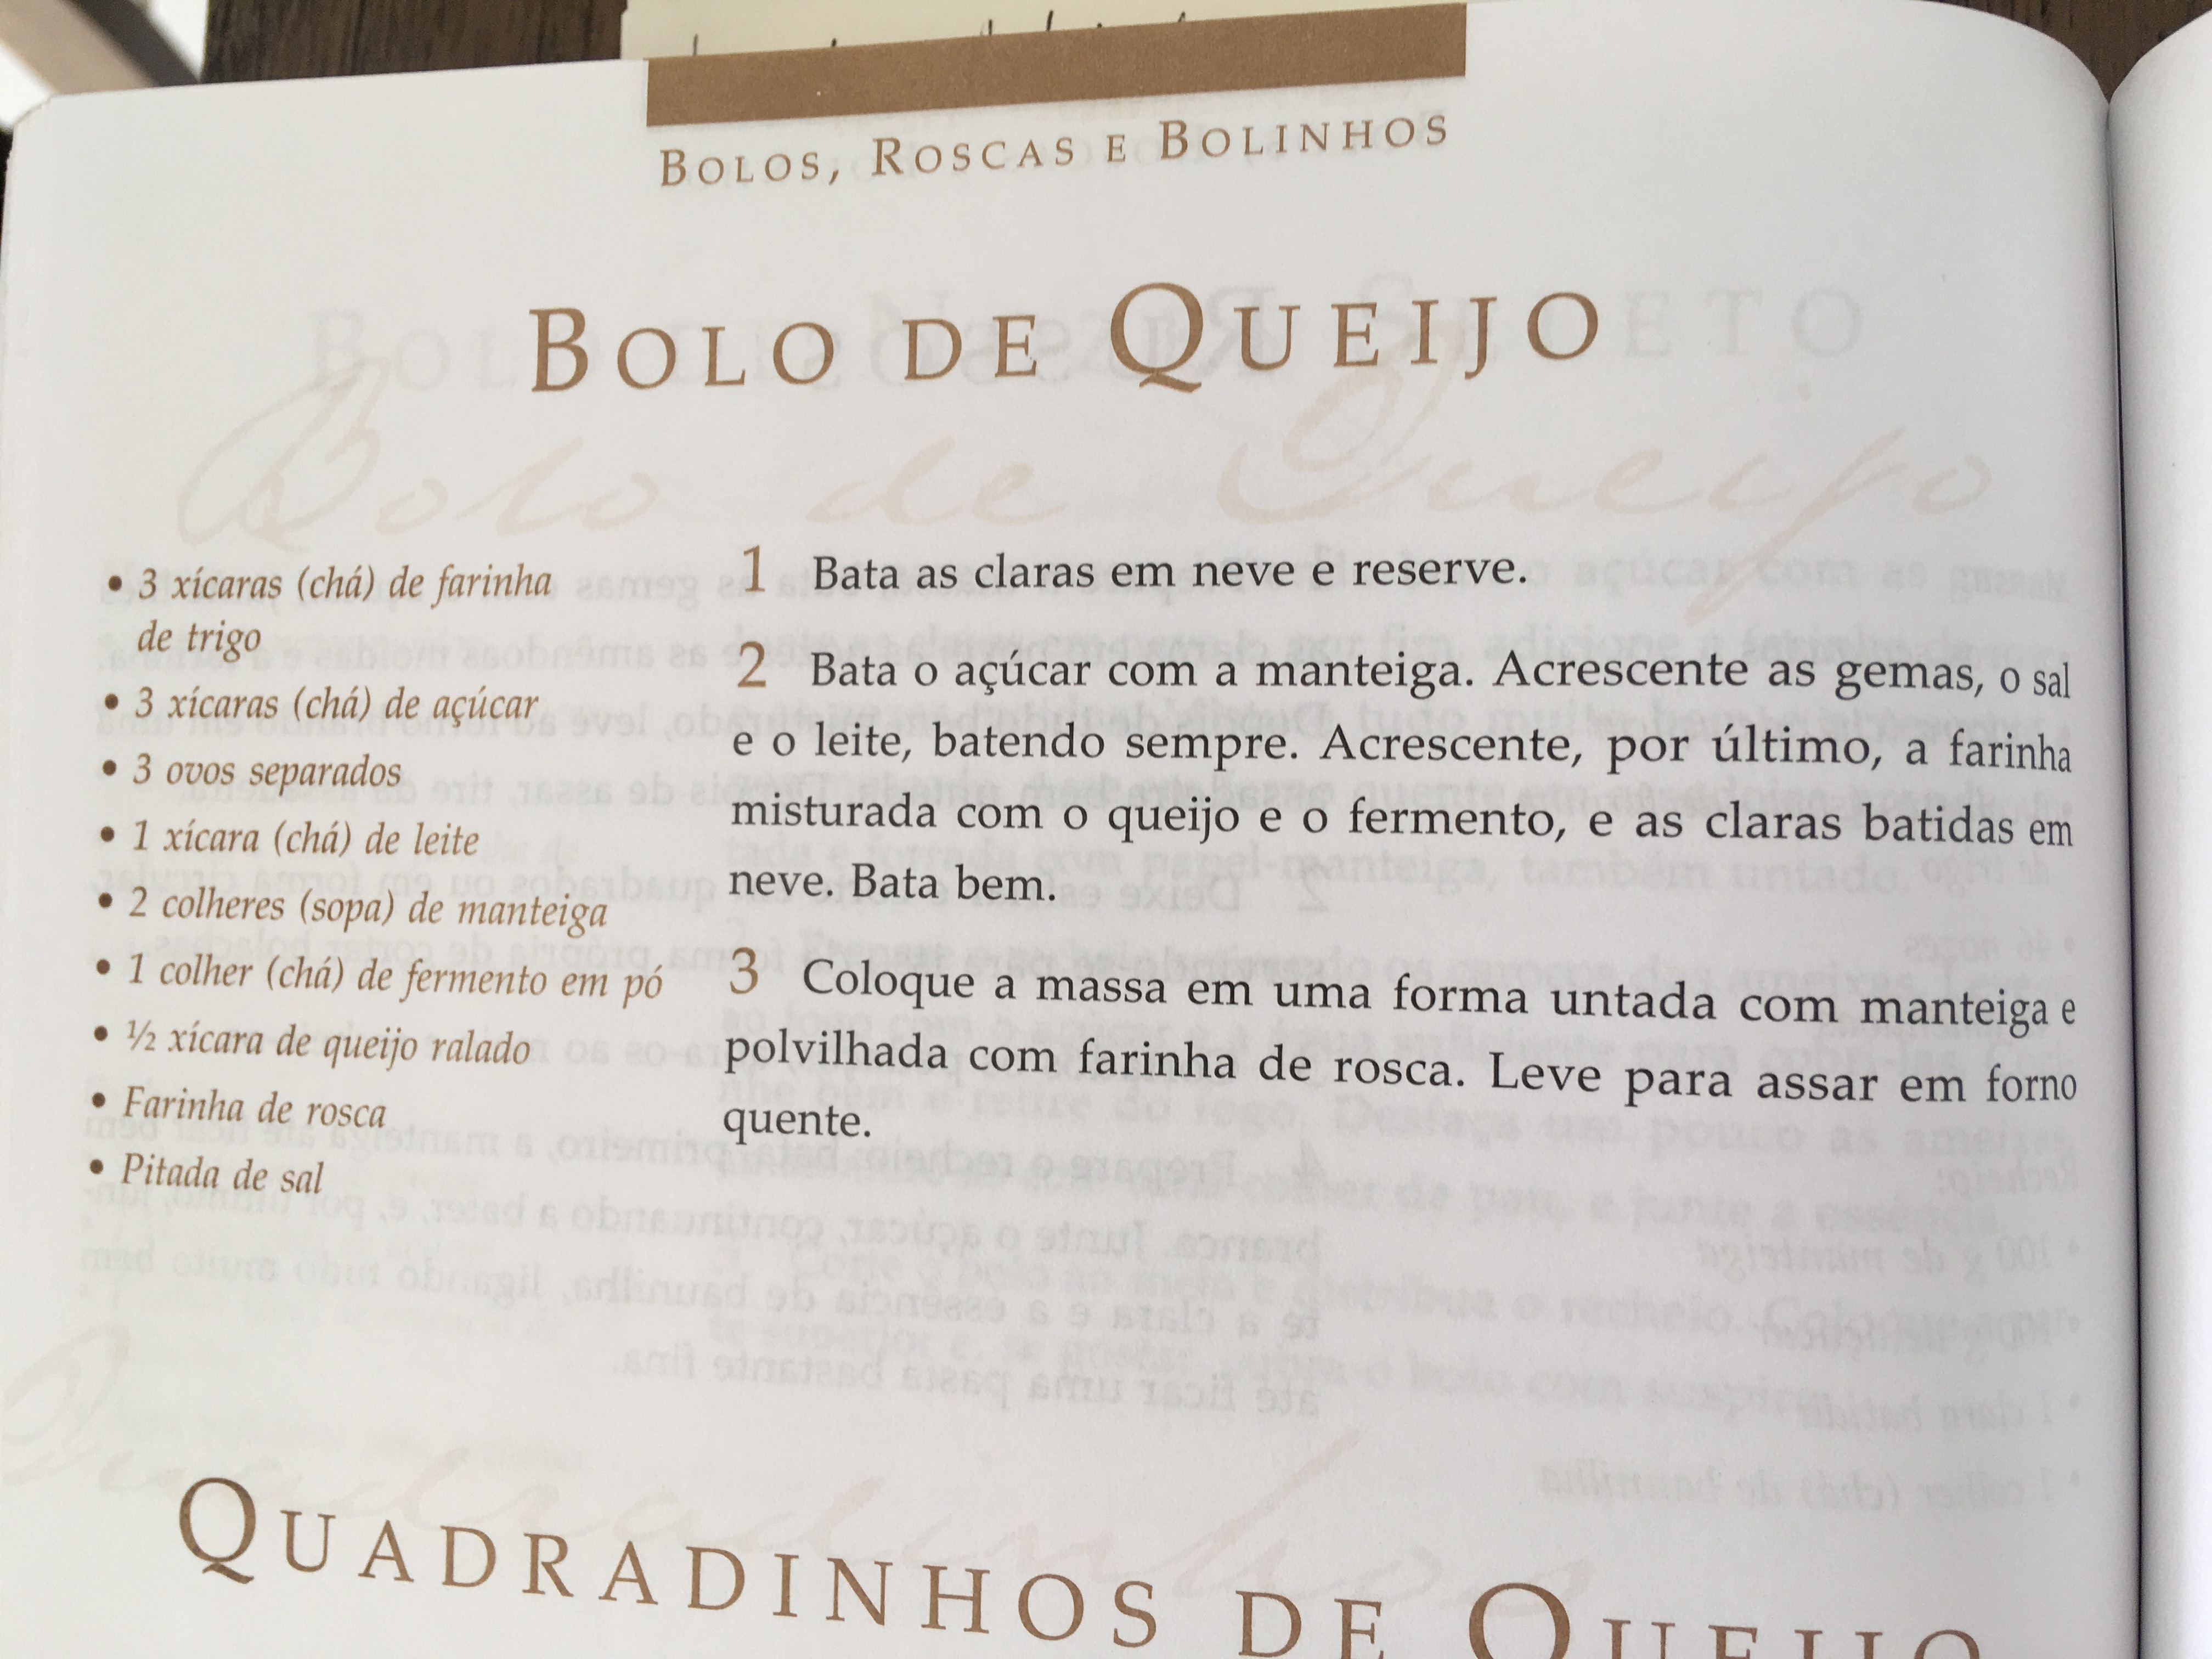 BOLOS, ROSCAS E BOLINHOS
BOLO DE QUEIJO
Bolo de Queijo
• 3 xícaras (chá) de farinha
de trigo
• 3 xícaras (chá) de açúcar
• 3 ovos separados
• 1 xícara (chá) de leite
• 2 colheres (sopa) de manteiga
• 1 colher (chá) de fermento em pó
• ½ xícara de queijo ralado
• Farinha de rosca
• Pitada de sal
1 Bata as claras em neve e reserve.
2 Bata o açúcar com a manteiga. Acrescente as gemas, o sal
e o leite, batendo sempre. Acrescente, por último, a farinha
misturada com o queijo e o fermento, e as claras batidas em
neve. Bata bem.
3 Coloque a massa em uma forma untada com manteiga e
polvilhada com farinha de rosca. Leve para assar em forno
quente.
QUADRADINHOS DE QUEIJO